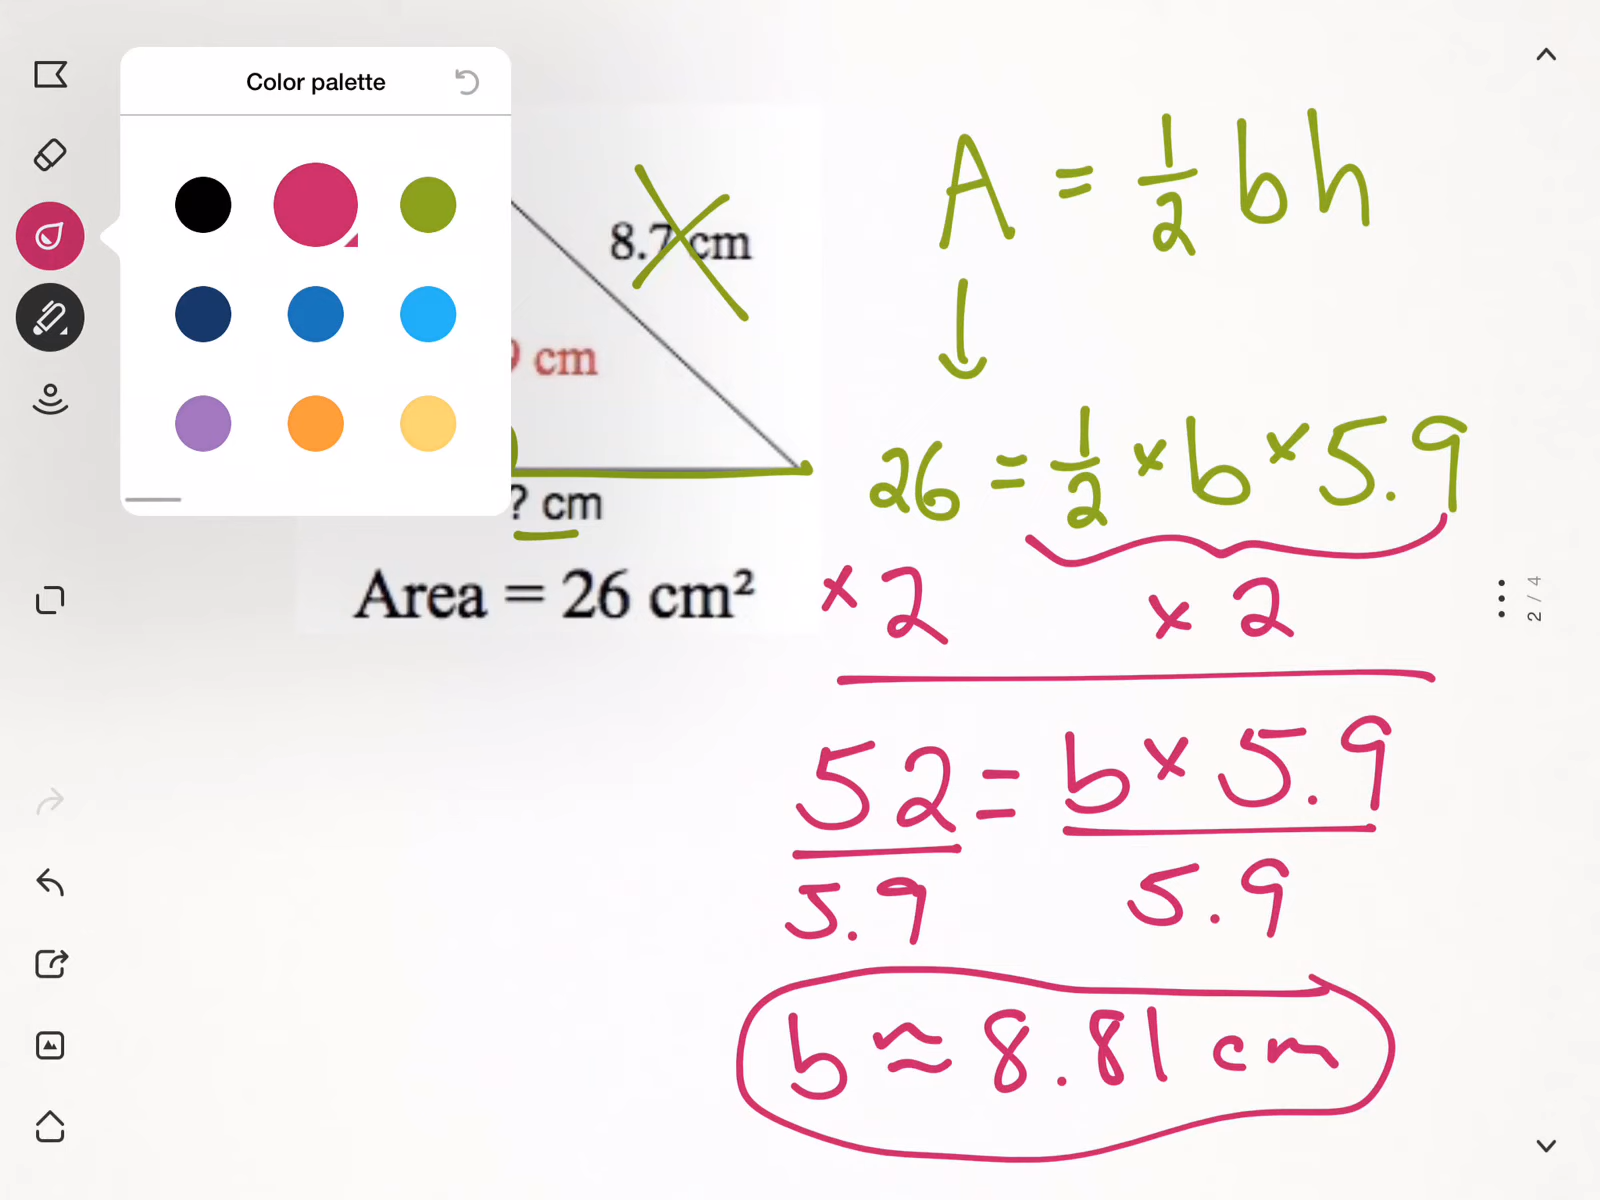 Color palette
8.7 cm
9 cm
? cm
Area = 26 cm²
A = 1/2 bh
26 = 1/2 × b × 5.9
× 2 × 2
52 = b × 5.9
5.9 5.9
b ≈ 8.81 cm
2 / 4